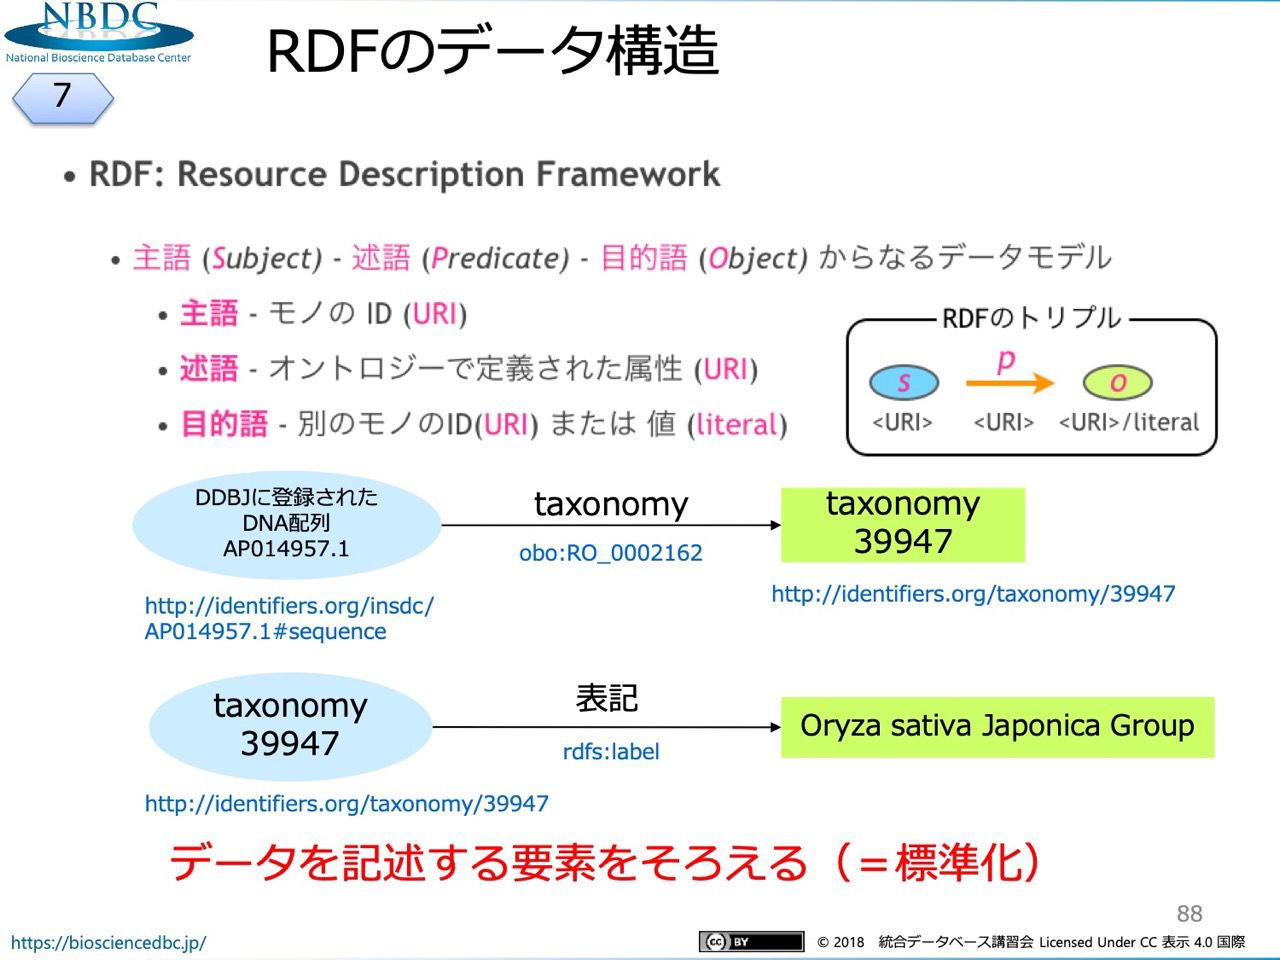 NBDC
National Bioscience Database Center
7
RDFのデータ構造
• RDF: Resource Description Framework
• 主語 (Subject) - 述語 (Predicate) - 目的語 (Object) からなるデータモデル
• 主語 - モノの ID (URI)
• 述語 - オントロジーで定義された属性 (URI)
• 目的語 - 別のモノのID(URI) または 値 (literal)
RDFのトリプル
S
P
O
<URI>
<URI>
<URI>/literal
DDBJに登録された
DNA配列
AP014957.1
taxonomy
obo:RO_0002162
taxonomy
39947
http://identifiers.org/insdc/
AP014957.1#sequence
http://identifiers.org/taxonomy/39947
taxonomy
39947
表記
rdfs:label
Oryza sativa Japonica Group
http://identifiers.org/taxonomy/39947
データを記述する要素をそろえる（＝標準化）
88
https://biosciencedbc.jp/
cc BY
© 2018 統合データベース講習会 Licensed Under CC 表示 4.0 国際